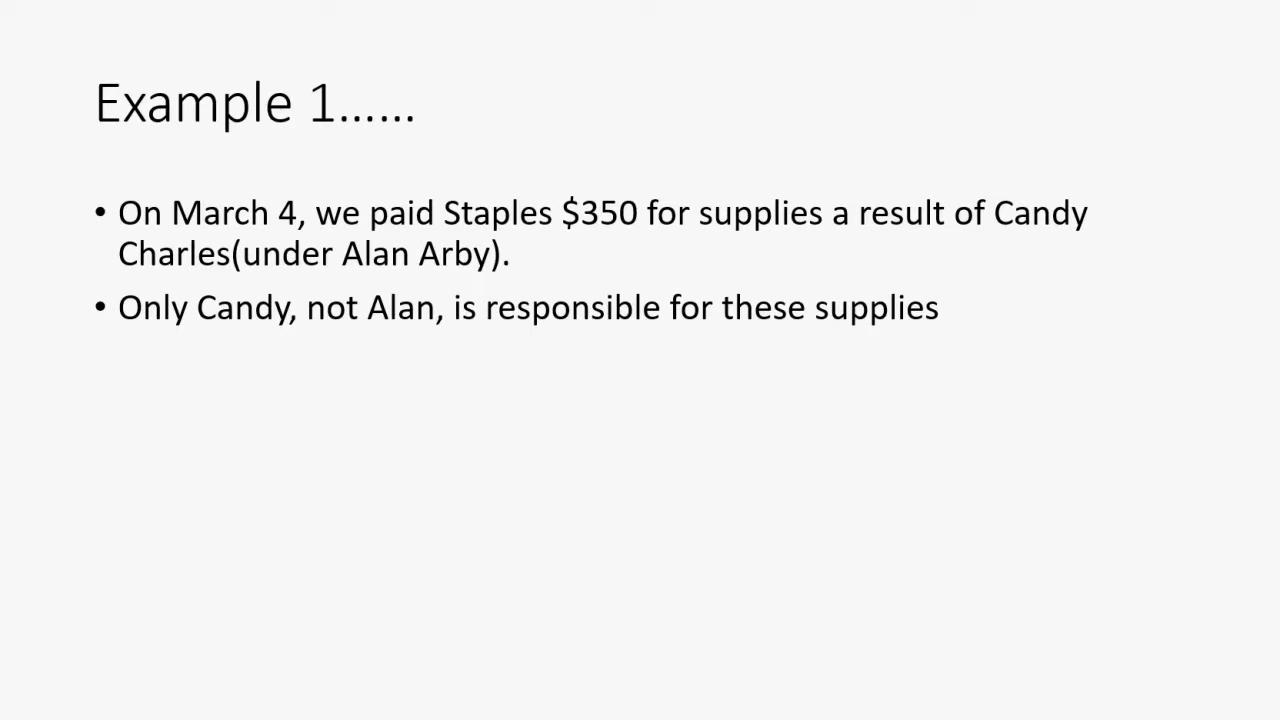 Example 1......
• On March 4, we paid Staples $350 for supplies a result of Candy
Charles(under Alan Arby).
• Only Candy, not Alan, is responsible for these supplies